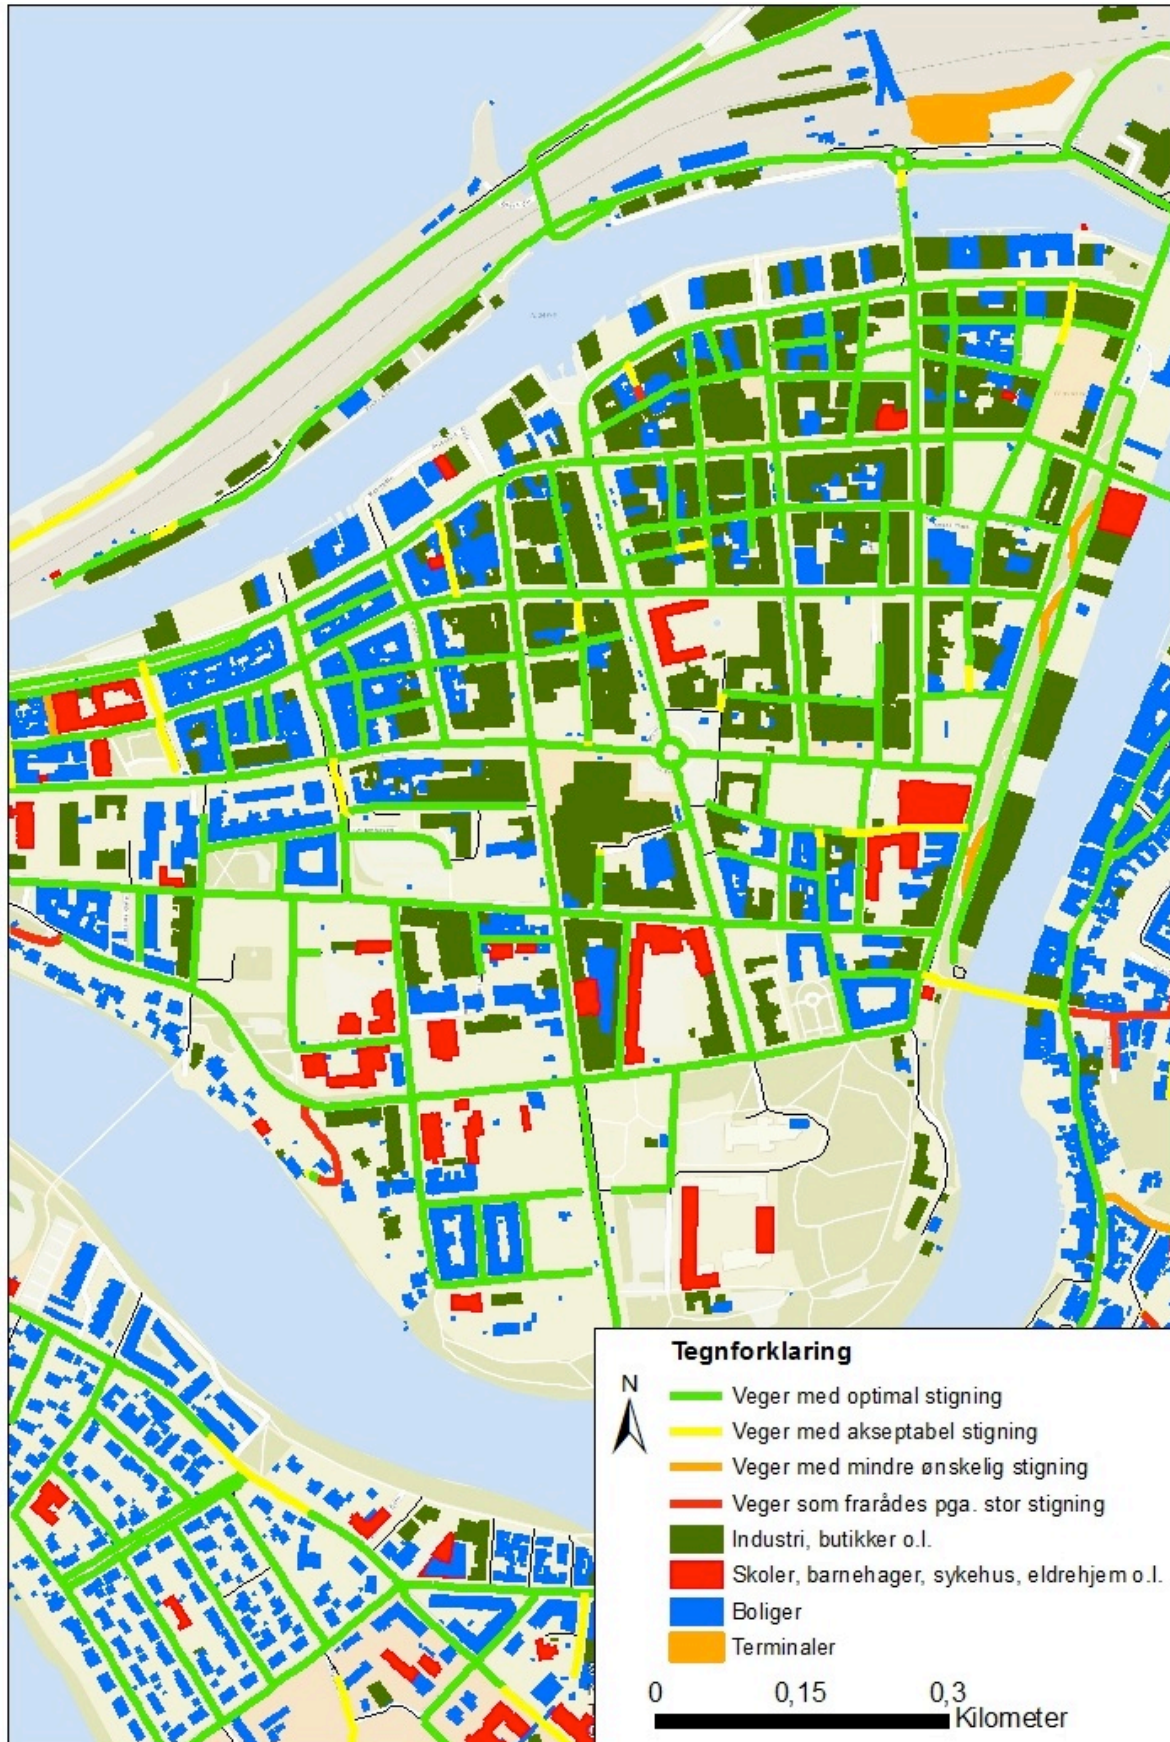 Tegnforklaring
N
Veger med optimal stigning
Veger med akseptabel stigning
Veger med mindre ønskelig stigning
Veger som frarådes pga. stor stigning
Industri, butikker o.l.
Skoler, barnehager, sykehus, eldrehjem o.l.
Boliger
Terminaler
0 0,15 0,3
Kilometer